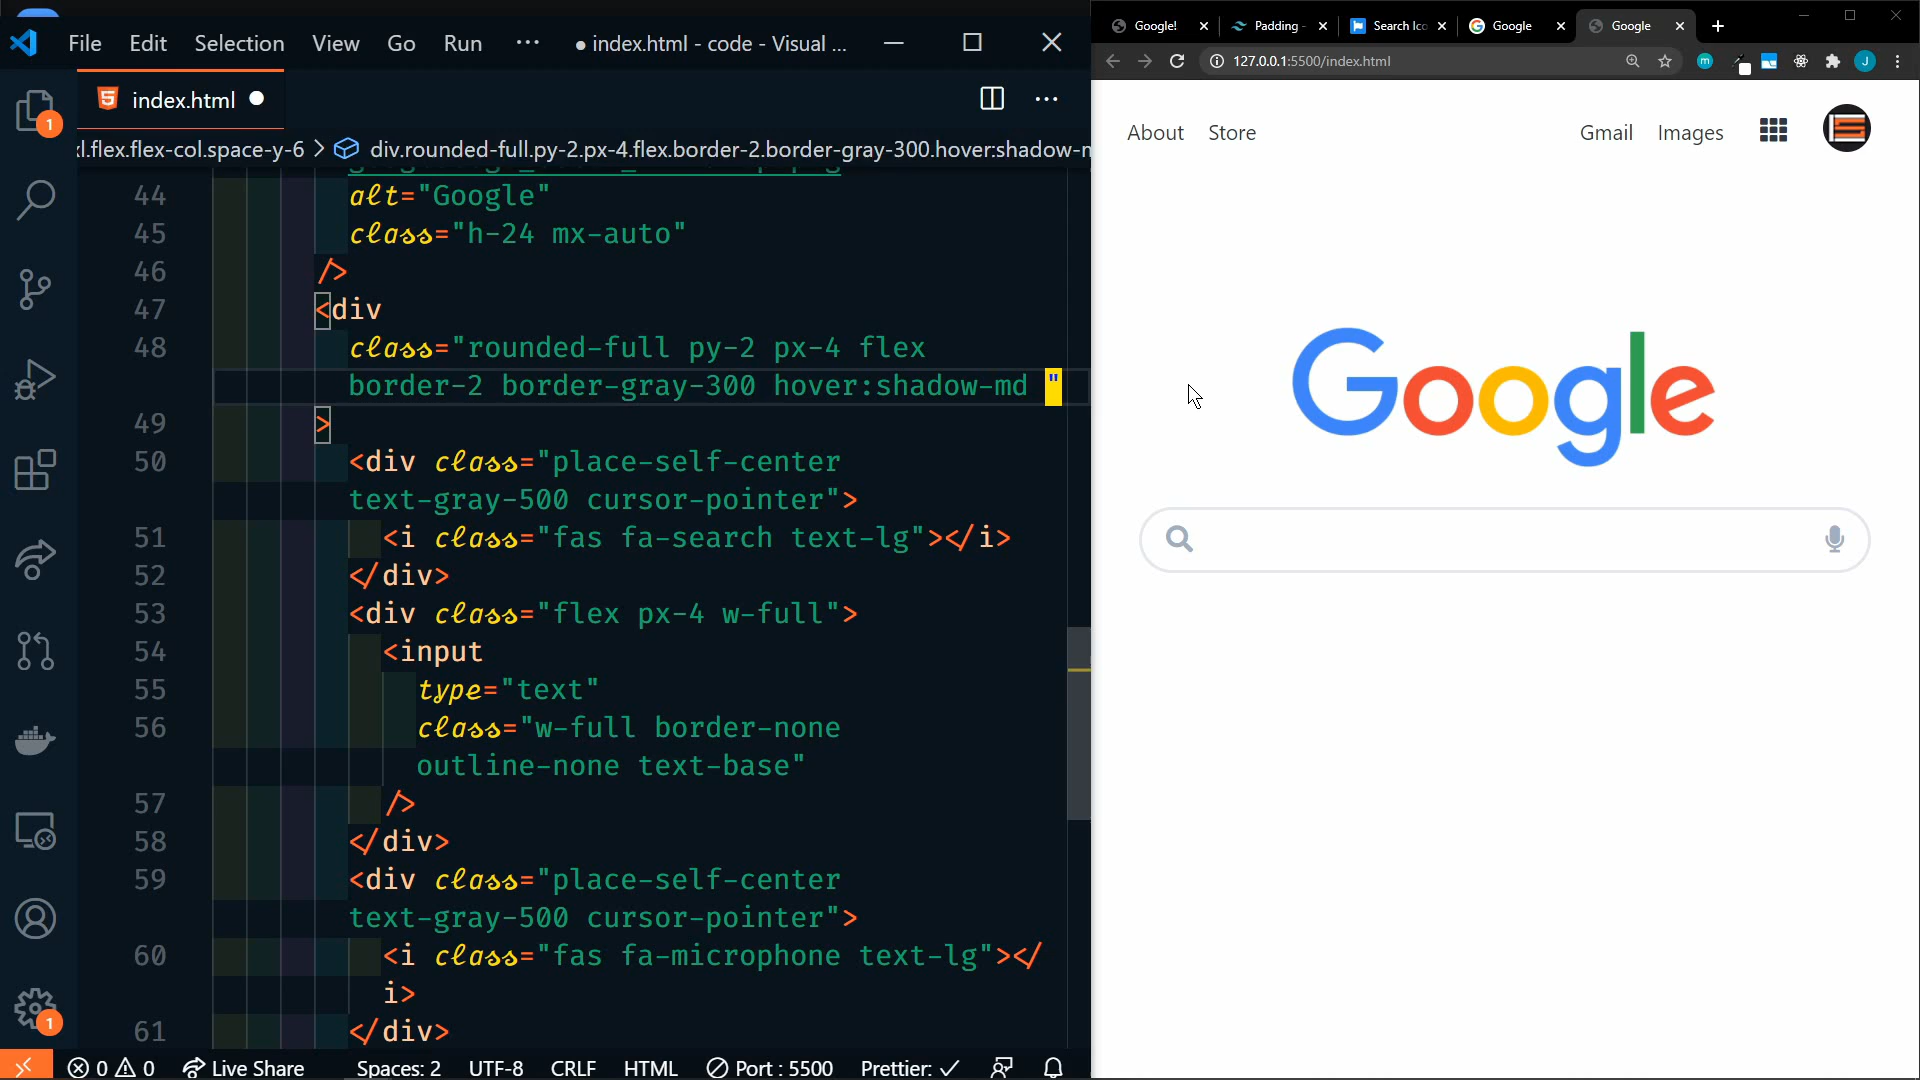 File Edit Selection View Go Run ··· ● index.html - code - Visual ...
index.html
.flex.flex-col.space-y-6 > div.rounded-full.py-2.px-4.flex.border-2.border-gray-300.hover:shadow-
44 alt="Google"
45 class="h-24 mx-auto"
46 />
47 <div
48 class="rounded-full py-2 px-4 flex
border-2 border-gray-300 hover:shadow-md "
49 >
50 <div class="place-self-center
text-gray-500 cursor-pointer">
51 <i class="fas fa-search text-lg"></i>
52 </div>
53 <div class="flex px-4 w-full">
54 <input
55 type="text"
56 class="w-full border-none
outline-none text-base"
57 />
58 </div>
59 <div class="place-self-center
text-gray-500 cursor-pointer">
60 <i class="fas fa-microphone text-lg"></
i>
61 </div>
1
1
0 0 Live Share Spaces: 2 UTF-8 CRLF HTML Port : 5500 Prettier: ✓
Google! Padding - Search Ico Google Google
127.0.0.1:5500/index.html
m J
About Store Gmail Images
Google